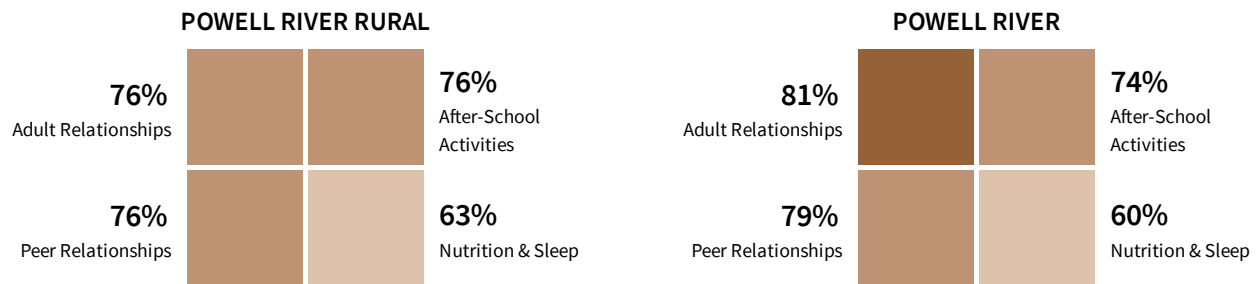 POWELL RIVER RURAL
76%
Adult Relationships
76%
After-School
Activities
76%
Peer Relationships
63%
Nutrition & Sleep
POWELL RIVER
81%
Adult Relationships
74%
After-School
Activities
79%
Peer Relationships
60%
Nutrition & Sleep